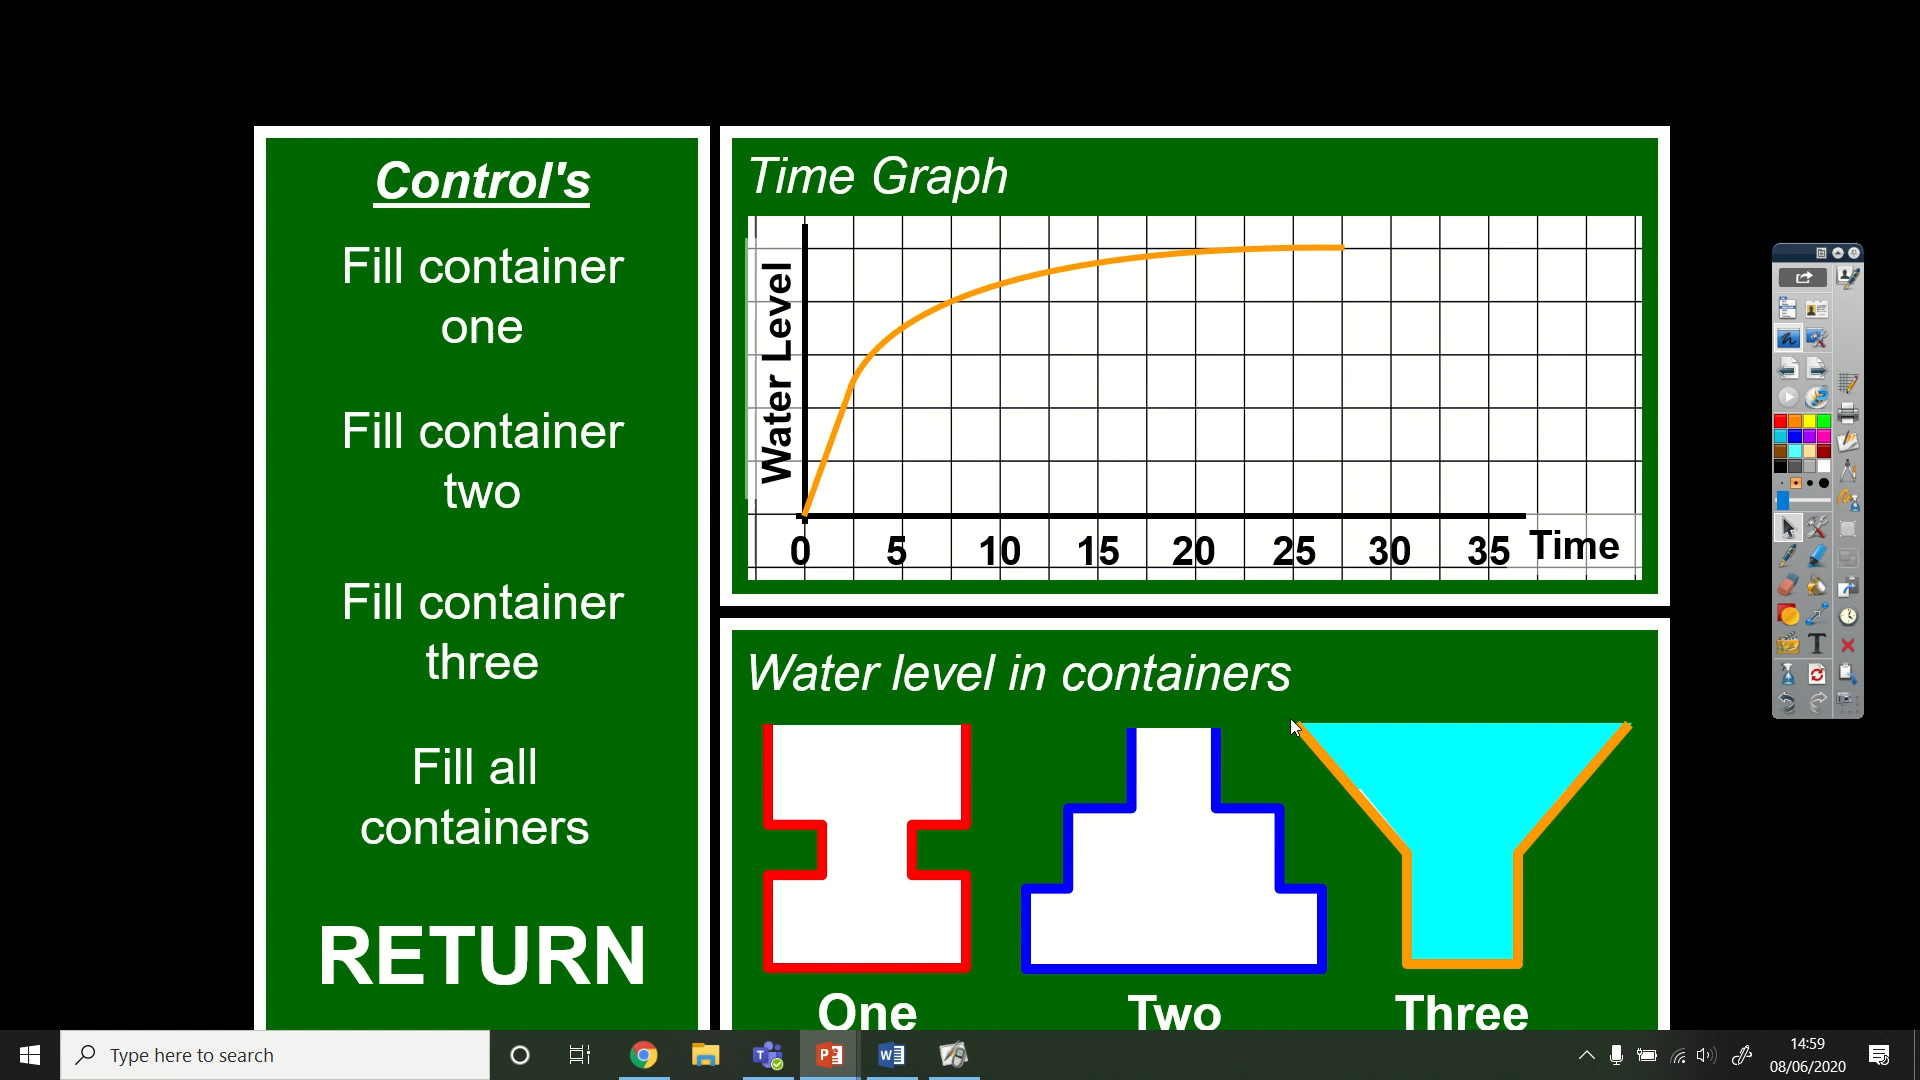 Control's
Fill container
one
Fill container
two
Fill container
three
Fill all
containers
RETURN
Time Graph
Water Level
0 5 10 15 20 25 30 35 Time
Water level in containers
One Two Three
Type here to search
14:59
08/06/2020